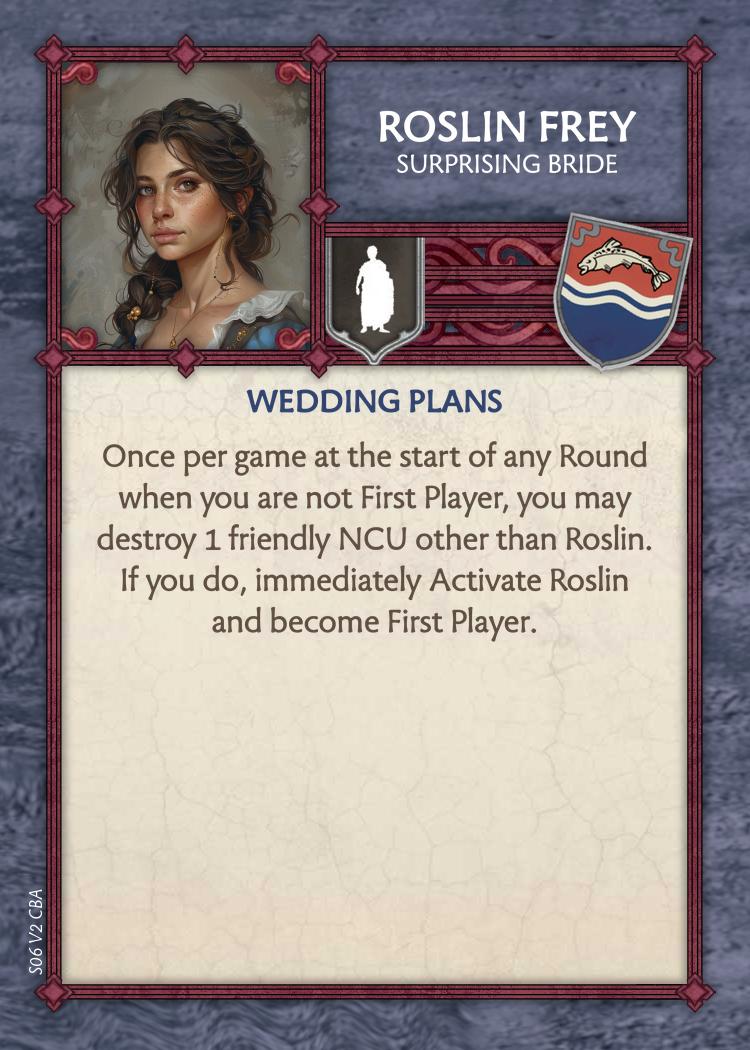 ROSLIN FREY
SURPRISING BRIDE
WEDDING PLANS
Once per game at the start of any Round
when you are not First Player, you may
destroy 1 friendly NCU other than Roslin.
If you do, immediately Activate Roslin
and become First Player.
S06 V2 CBA